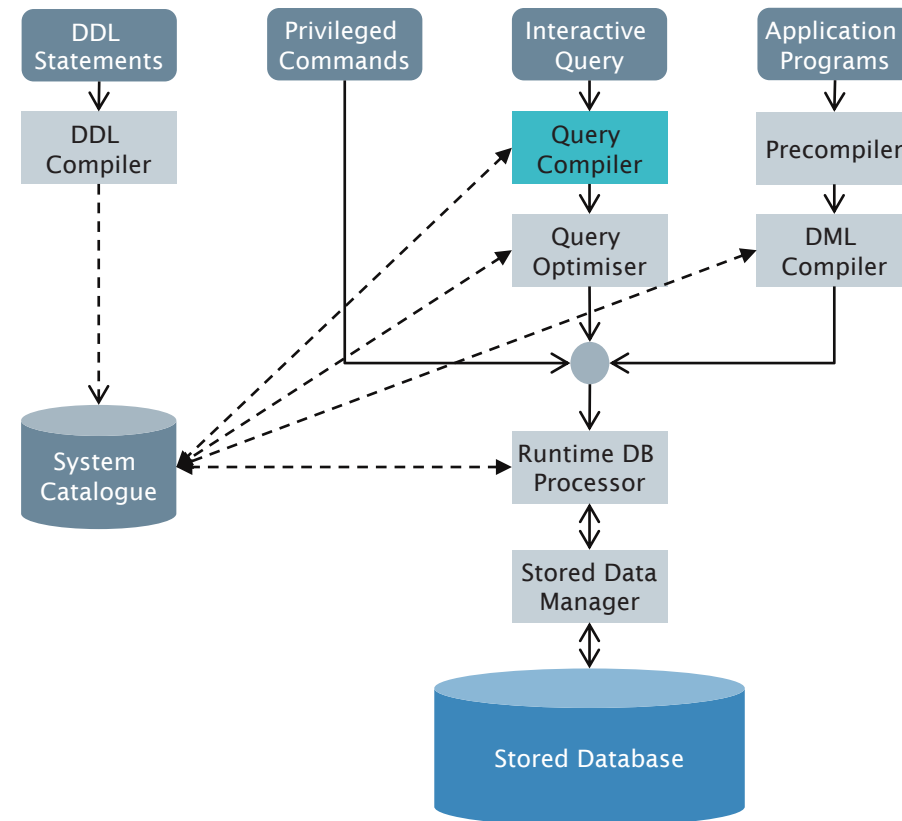 DDL
Statements
Privileged
Commands
Interactive
Query
Application
Programs
DDL
Compiler
Query
Compiler
Precompiler
Query
Optimiser
DML
Compiler
System
Catalogue
Runtime DB
Processor
Stored Data
Manager
Stored Database